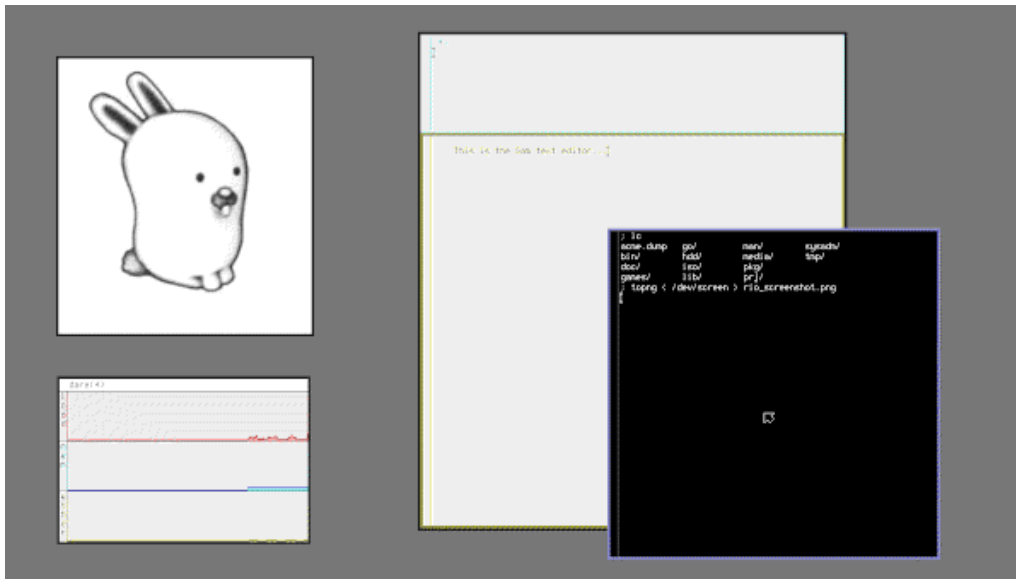 This is the Sam text editor..
; lc
acme.dump go/ man/ sysadm/
bin/ hdd/ media/ tmp/
doc/ iso/ pkg/
games/ lib/ prj/
; topng < /dev/screen > rio_screenshot.png
;